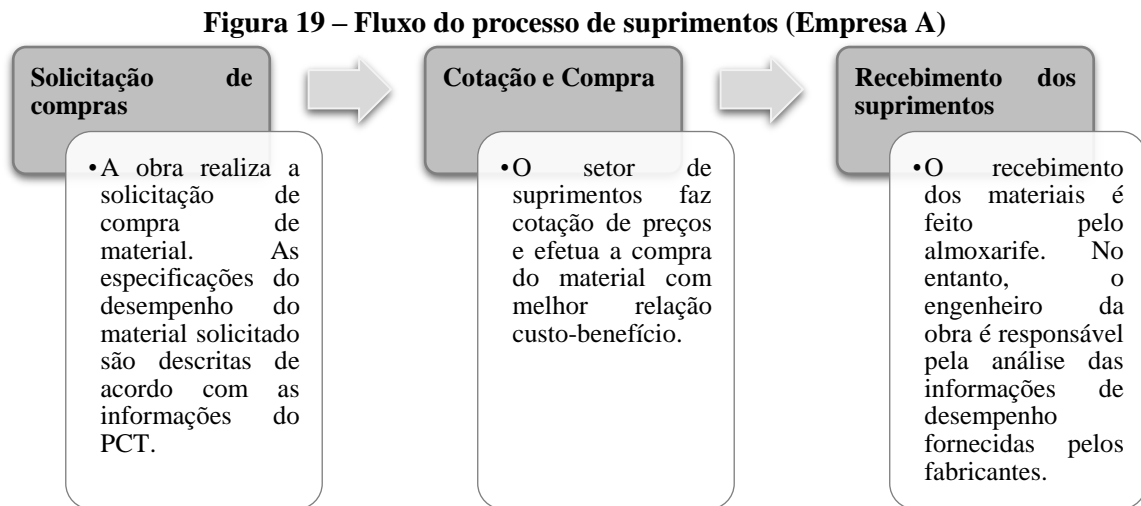 Figura 19 – Fluxo do processo de suprimentos (Empresa A)
Solicitação de
compras
•A obra realiza a
solicitação de
compra de
material. As
especificações do
desempenho do
material solicitado
são descritas de
acordo com as
informações do
PCT.
Cotação e Compra
•O setor de
suprimentos faz
cotação de preços
e efetua a compra
do material com
melhor relação
custo-benefício.
Recebimento dos
suprimentos
•O recebimento
dos materiais é
feito pelo
almoxarife. No
entanto, o
engenheiro da
obra é responsável
pela análise das
informações de
desempenho
fornecidas pelos
fabricantes.